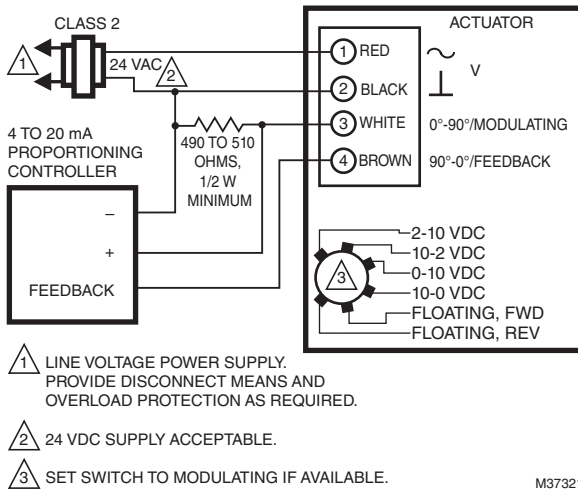 CLASS 2
ACTUATOR
1
24 VAC
2
1 RED
V
2 BLACK
3 WHITE 0°-90°/MODULATING
4 BROWN 90°-0°/FEEDBACK
490 TO 510
OHMS,
1/2 W
MINIMUM
4 TO 20 mA
PROPORTIONING
CONTROLLER
–
+
FEEDBACK
3
2-10 VDC
10-2 VDC
0-10 VDC
10-0 VDC
FLOATING, FWD
FLOATING, REV
1 LINE VOLTAGE POWER SUPPLY.
PROVIDE DISCONNECT MEANS AND
OVERLOAD PROTECTION AS REQUIRED.
2 24 VDC SUPPLY ACCEPTABLE.
3 SET SWITCH TO MODULATING IF AVAILABLE.